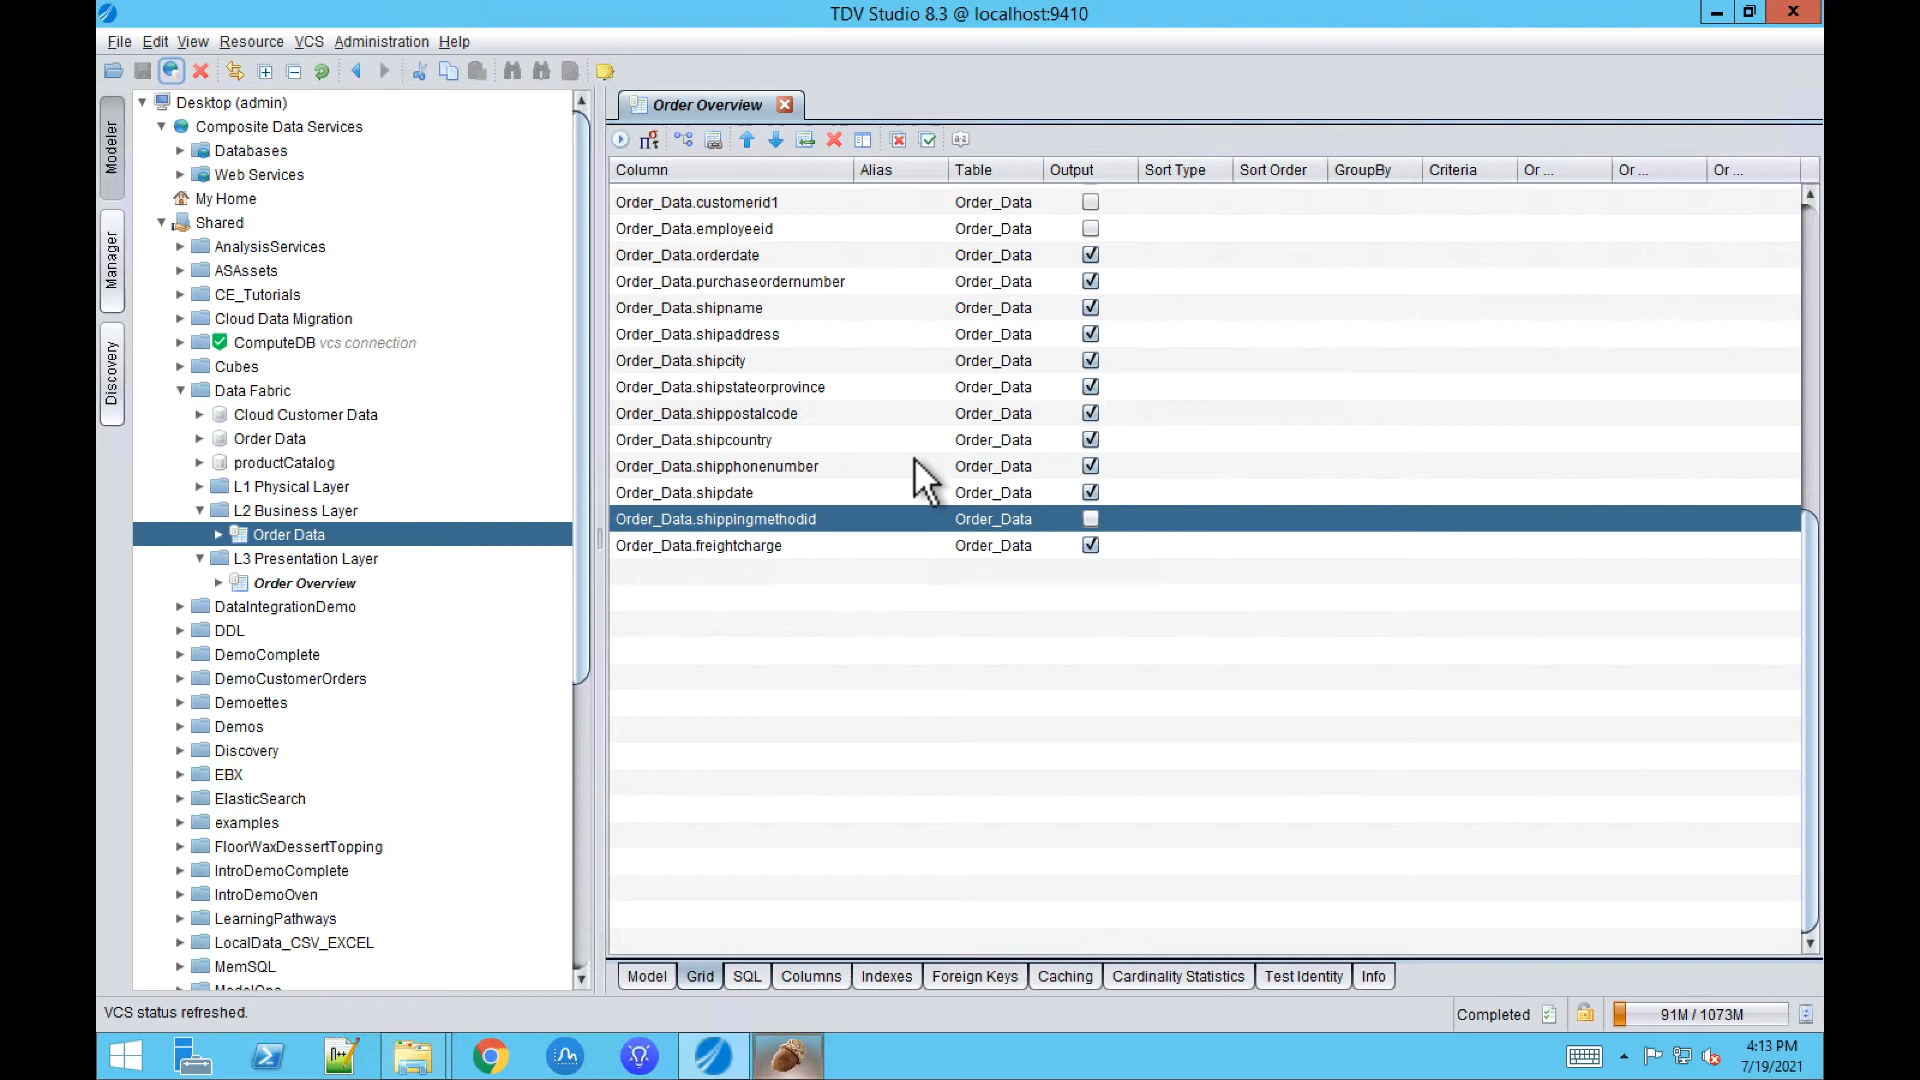 TDV Studio 8.3 @ localhost:9410
File Edit View Resource VCS Administration Help
Modeler
Manager
Discovery
Desktop (admin)
Composite Data Services
Databases
Web Services
My Home
Shared
AnalysisServices
ASAssets
CE_Tutorials
Cloud Data Migration
ComputeDB vcs connection
Cubes
Data Fabric
Cloud Customer Data
Order Data
productCatalog
L1 Physical Layer
L2 Business Layer
Order Data
L3 Presentation Layer
Order Overview
DataIntegrationDemo
DDL
DemoComplete
DemoCustomerOrders
Demoettes
Demos
Discovery
EBX
ElasticSearch
examples
FloorWaxDessertTopping
IntroDemoComplete
IntroDemoOven
LearningPathways
LocalData_CSV_EXCEL
MemSQL
ModelOps
Order Overview
Column Alias Table Output Sort Type Sort Order GroupBy Criteria Or ... Or ... Or ...
Order_Data.customerid1 Order_Data
Order_Data.employeeid Order_Data
Order_Data.orderdate Order_Data
Order_Data.purchaseordernumber Order_Data
Order_Data.shipname Order_Data
Order_Data.shipaddress Order_Data
Order_Data.shipcity Order_Data
Order_Data.shipstateorprovince Order_Data
Order_Data.shippostalcode Order_Data
Order_Data.shipcountry Order_Data
Order_Data.shipphonenumber Order_Data
Order_Data.shipdate Order_Data
Order_Data.shippingmethodid Order_Data
Order_Data.freightcharge Order_Data
Model Grid SQL Columns Indexes Foreign Keys Caching Cardinality Statistics Test Identity Info
VCS status refreshed.
Completed 91M / 1073M
4:13 PM
7/19/2021